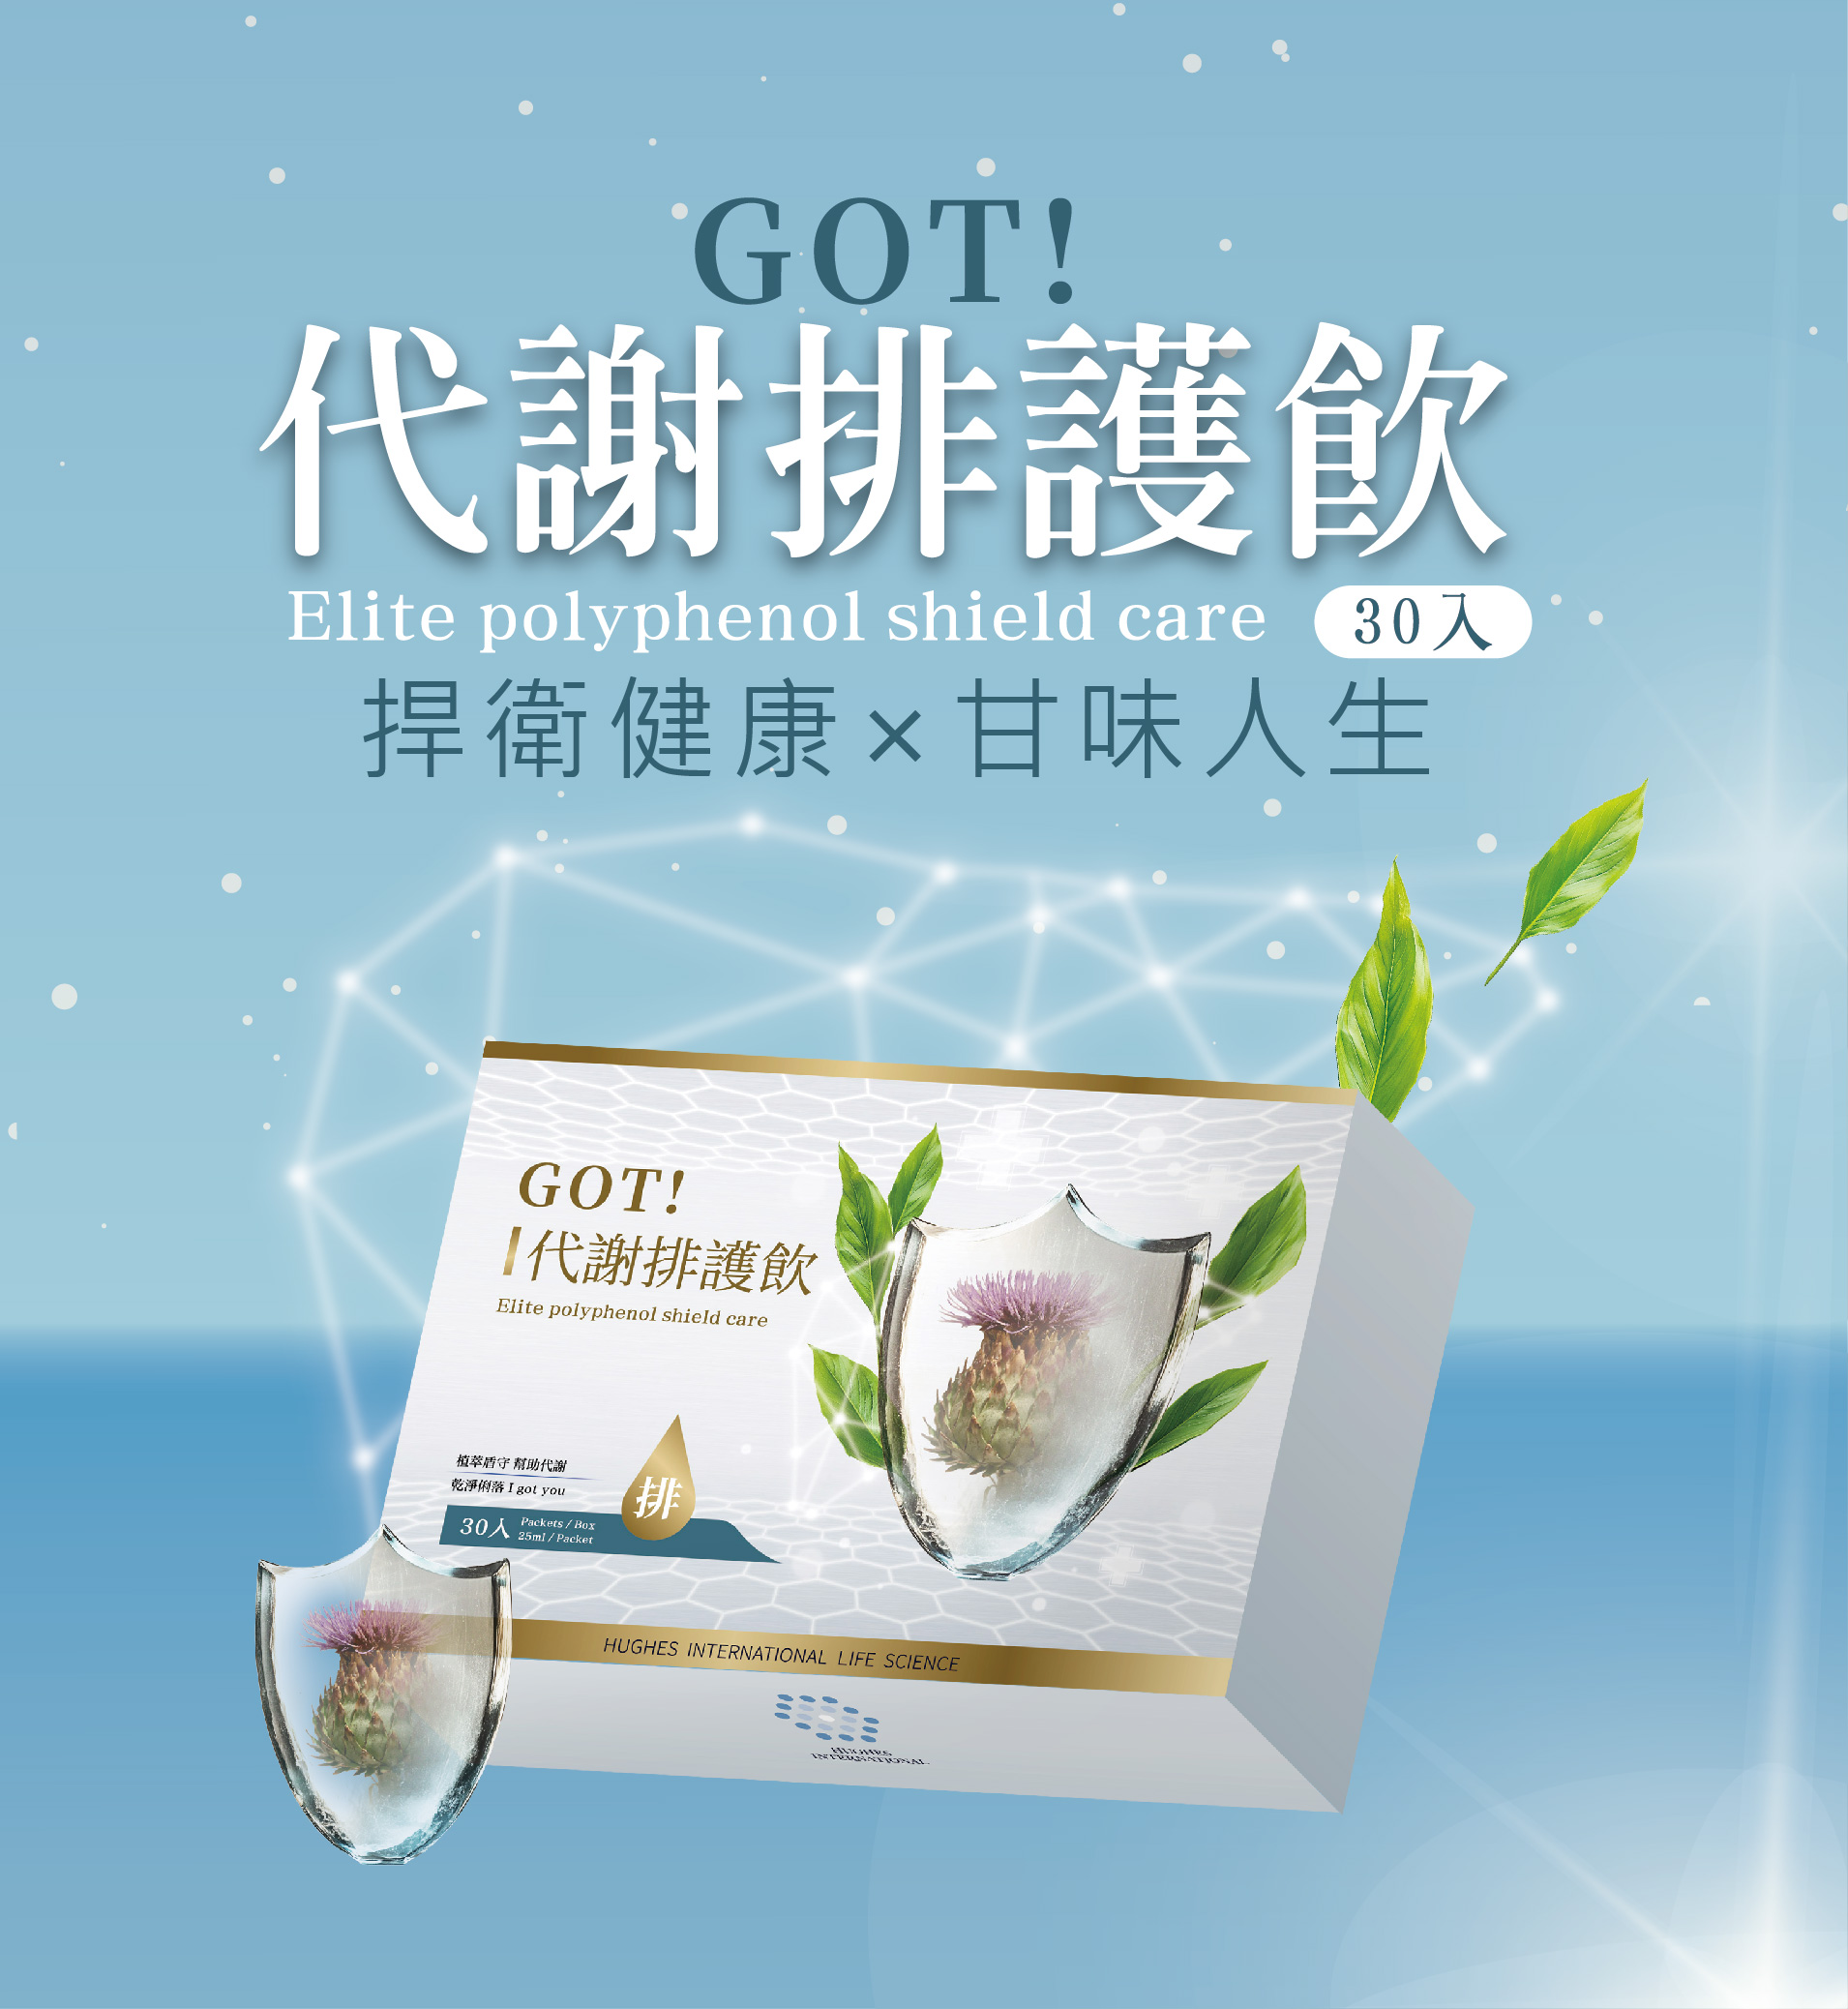 GOT!
代謝排護飲
Elite polyphenol shield care 30入
捍衛健康×甘味人生
GOT!
代謝排護飲
Elite polyphenol shield care
植萃盾守 幫助代謝
乾淨俐落 I got you
排
30入 Packets / Box
25ml / Packet
HUGHES INTERNATIONAL LIFE SCIENCE
HUGHES
INTERNATIONAL